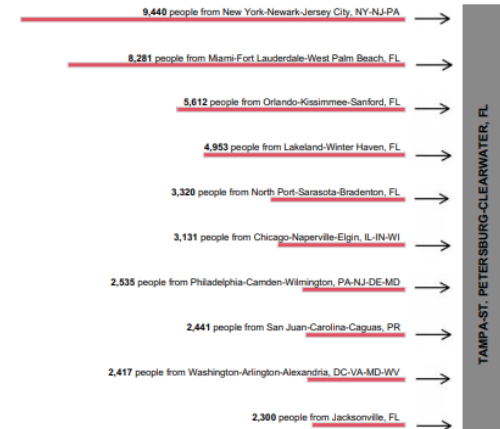 9,440 people from New York-Newark-Jersey City, NY-NJ-PA
8,281 people from Miami-Fort Lauderdale-West Palm Beach, FL
5,612 people from Orlando-Kissimmee-Sanford, FL
4,953 people from Lakeland-Winter Haven, FL
3,320 people from North Port-Sarasota-Bradenton, FL
3,131 people from Chicago-Naperville-Elgin, IL-IN-WI
2,535 people from Philadelphia-Camden-Wilmington, PA-NJ-DE-MD
2,441 people from San Juan-Carolina-Caguas, PR
2,417 people from Washington-Arlington-Alexandria, DC-VA-MD-WV
2,300 people from Jacksonville, FL
TAMPA-ST. PETERSBURG-CLEARWATER, FL